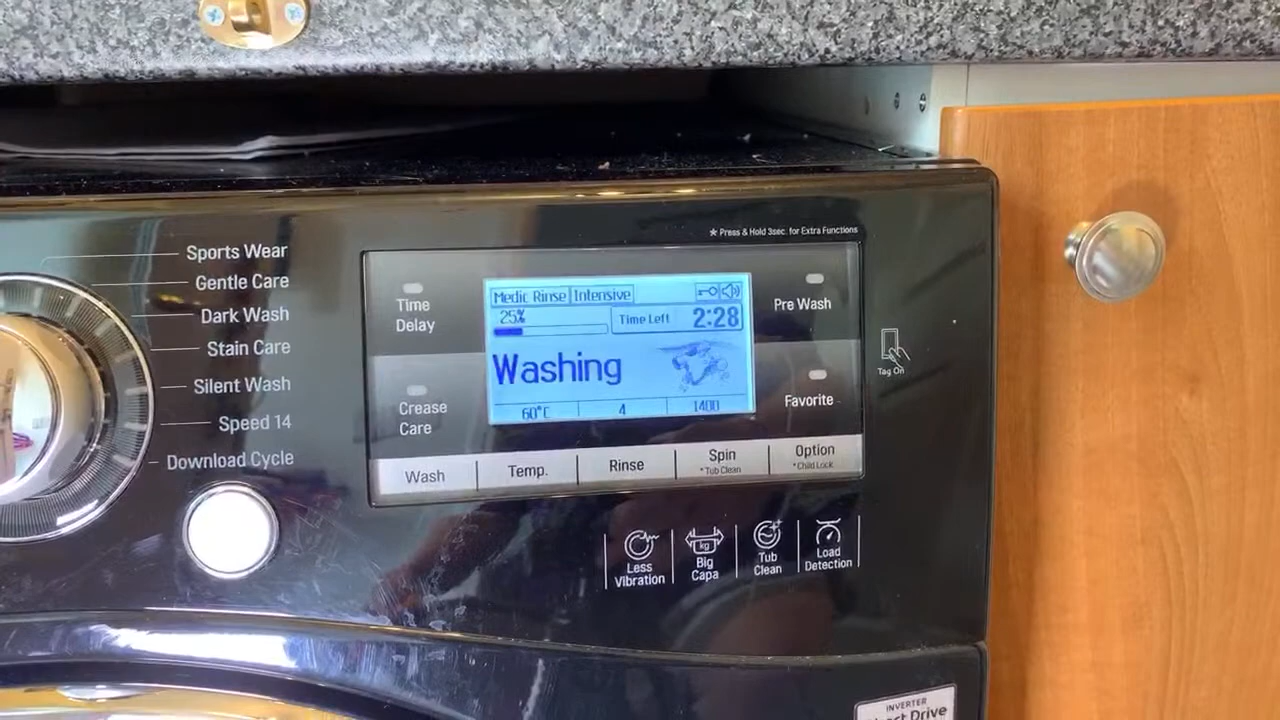 * Press & Hold 3sec. for Extra Functions
Sports Wear
Gentle Care
Dark Wash
Stain Care
Silent Wash
Speed 14
Download Cycle
Time
Delay
Crease
Care
Medic Rinse Intensive
25%
Time Left 2:28
Washing
60°C 4 1400
Pre Wash
Favorite
Tag On
Wash Temp. Rinse Spin Option
*Tub Clean *Child Lock
Less
Vibration
kg
Big
Capa
Tub
Clean
Load
Detection
INVERTER
Drive